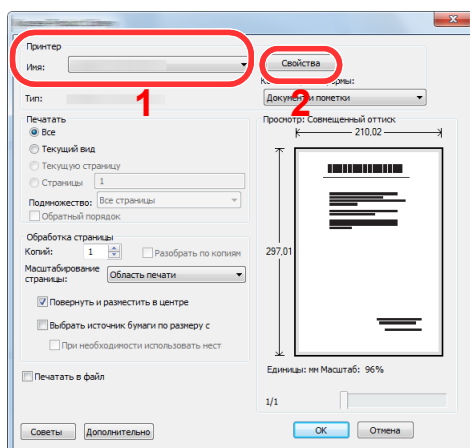 Принтер
Имя:
1
Свойства
2
формы:
Тип:
Документ и пометки
Печатать
Все
Текущий вид
Текущую страницу
Страницы 1
Подмножество: Все страницы
Обратный порядок
Просмотр: Совмещенный оттиск
210,02
297,01
Обработка страницы
Копий: 1 Разобрать по копиям
Масштабирование
страницы: Область печати
Повернуть и разместить в центре
Выбрать источник бумаги по размеру с
При необходимости использовать нест
Единицы: мм Масштаб: 96%
Печатать в файл
1/1
Советы Дополнительно
OK Отмена